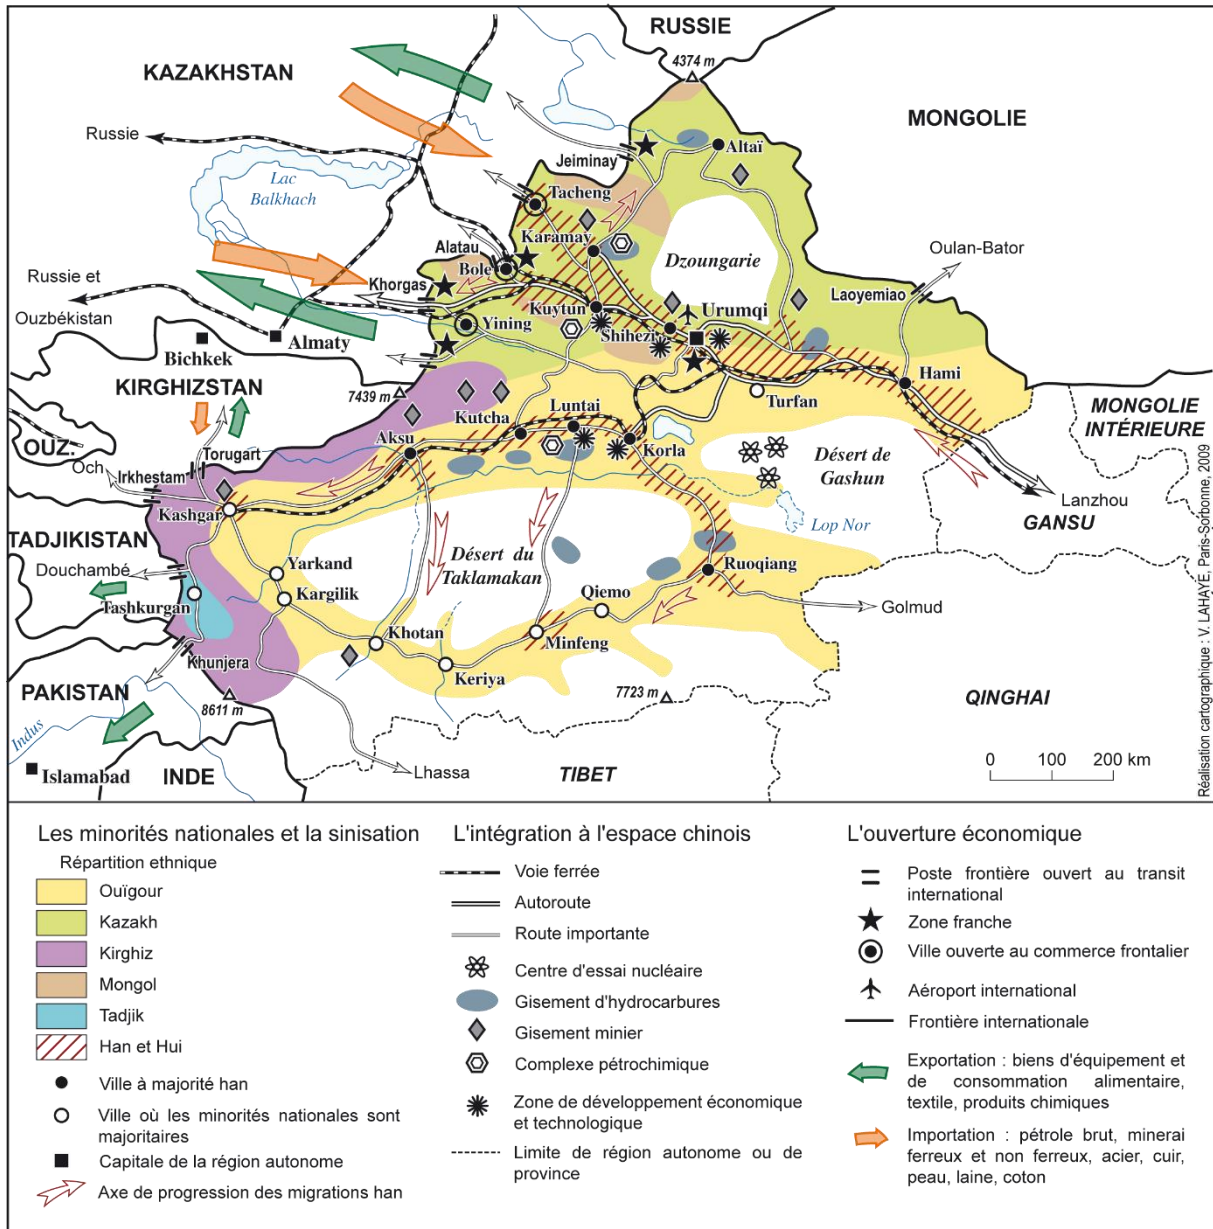 RUSSIE
4374 m
KAZAKHSTAN
MONGOLIE
Russie
Altaï
Jeiminay
Lac
Balkhach
Tacheng
Karamay
Oulan-Bator
Alatau
Dzoungarie
Bole
Russie et
Ouzbékistan
Khorgas
Laoyemiao
Kuytun
Urumqi
Yining
Shihezi
Almaty
Bichkek
KIRGHIZSTAN
7439 m
Hami
Turfan
Kutcha
Luntai
MONGOLIE
INTÉRIEURE
OUZ.
Aksu
Korla
Och
Torugart
Désert de
Gashun
Irkhestam
Lanzhou
Kashgar
Lop Nor
GANSU
TADJIKISTAN
Désert du
Taklamakan
Yarkand
Ruoqiang
Douchambé
Kargilik
Qiemo
Golmud
Tashkurgan
Khotan
Minfeng
Khunjera
Keriya
PAKISTAN
7723 m
QINGHAI
8611 m
Indus
Lhassa
Islamabad
INDE
TIBET
0 100 200 km
Réalisation cartographique : V. LAHAYE, Paris-Sorbonne, 2009
Les minorités nationales et la sinisation
Répartition ethnique
Ouïgour
Kazakh
Kirghiz
Mongol
Tadjik
Han et Hui
Ville à majorité han
Ville où les minorités nationales sont
majoritaires
Capitale de la région autonome
Axe de progression des migrations han
L'intégration à l'espace chinois
Voie ferrée
Autoroute
Route importante
Centre d'essai nucléaire
Gisement d'hydrocarbures
Gisement minier
Complexe pétrochimique
Zone de développement économique
et technologique
Limite de région autonome ou de
province
L'ouverture économique
Poste frontière ouvert au transit
international
Zone franche
Ville ouverte au commerce frontalier
Aéroport international
Frontière internationale
Exportation : biens d'équipement et
de consommation alimentaire,
textile, produits chimiques
Importation : pétrole brut, minerai
ferreux et non ferreux, acier, cuir,
peau, laine, coton